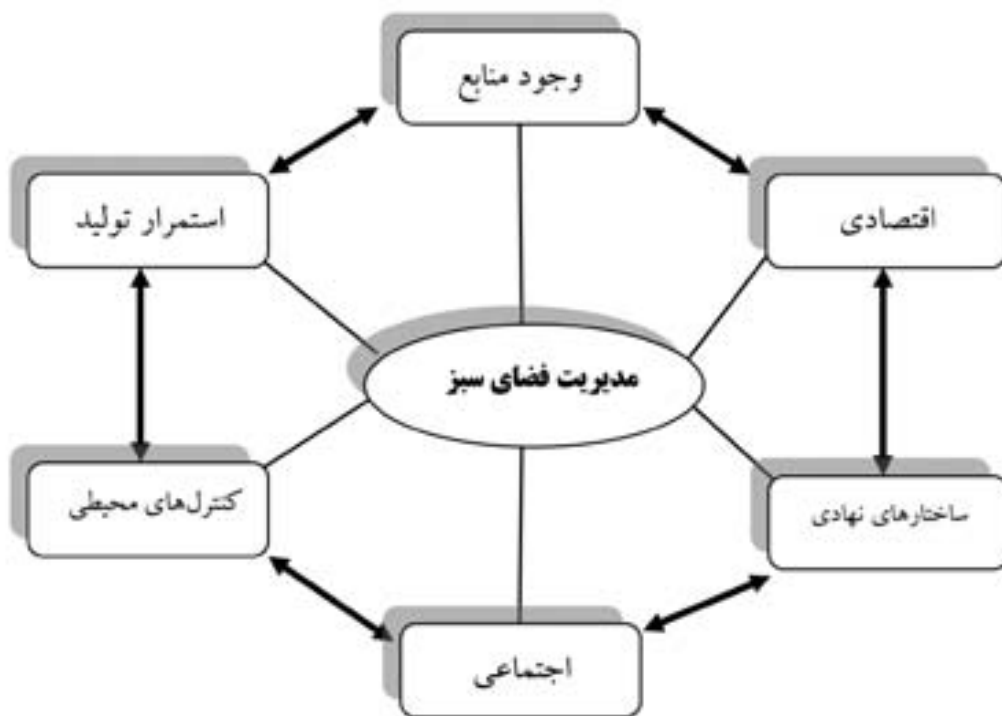 وجود منابع
اقتصادی
استمرار تولید
مدیریت فضای سبز
ساختارهای نهادی
کنترل‌های محیطی
اجتماعی